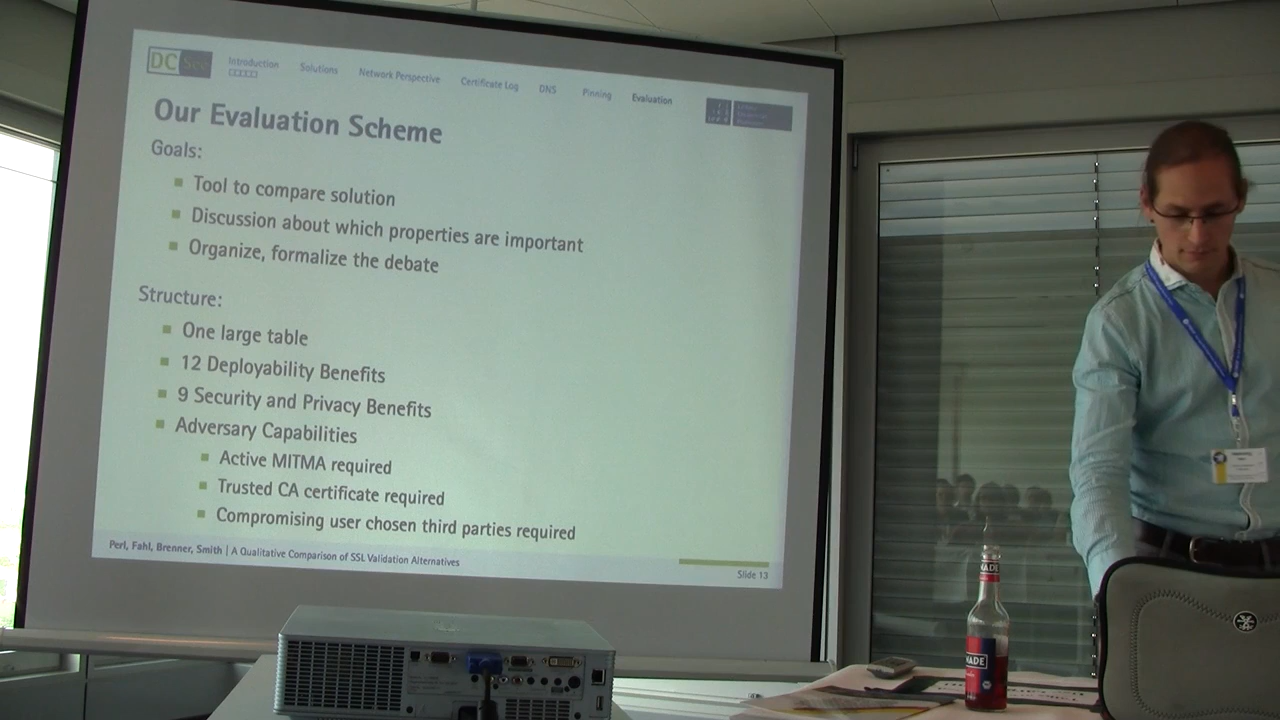 DC Sec
Introduction Solutions Network Perspective Certificate Log DNS Pinning Evaluation
Our Evaluation Scheme
Goals:
Tool to compare solution
Discussion about which properties are important
Organize, formalize the debate
Structure:
One large table
12 Deployability Benefits
9 Security and Privacy Benefits
Adversary Capabilities
Active MITMA required
Trusted CA certificate required
Compromising user chosen third parties required
Perl, Fahl, Brenner, Smith | A Qualitative Comparison of SSL Validation Alternatives
Slide 13
NADE
NADE